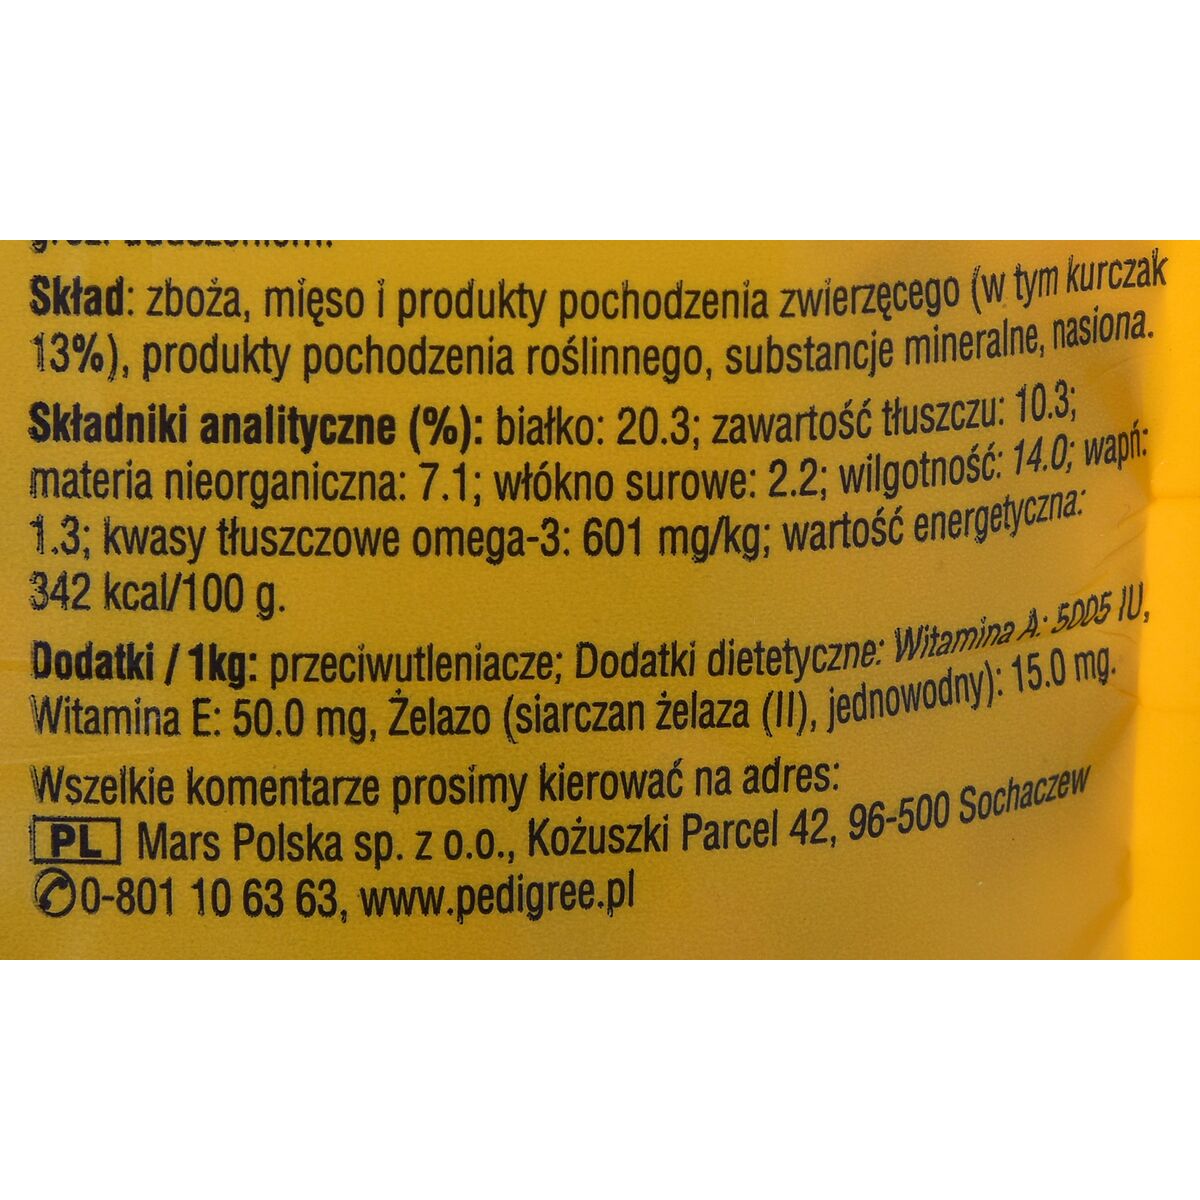 Skład: zboża, mięso i produkty pochodzenia zwierzęcego (w tym kurczak
13%), produkty pochodzenia roślinnego, substancje mineralne, nasiona.
Składniki analityczne (%): białko: 20.3; zawartość tłuszczu: 10.3;
materia nieorganiczna: 7.1; włókno surowe: 2.2; wilgotność: 14.0; wapń:
1.3; kwasy tłuszczowe omega-3: 601 mg/kg; wartość energetyczna:
342 kcal/100 g.
Dodatki / 1kg: przeciwutleniacze; Dodatki dietetyczne: Witamina A: 5005 IU,
Witamina E: 50.0 mg, Żelazo (siarczan żelaza (II), jednowodny): 15.0 mg.
Wszelkie komentarze prosimy kierować na adres:
PL Mars Polska sp. z o.o., Kożuszki Parcel 42, 96-500 Sochaczew
✆0-801 10 63 63, www.pedigree.pl